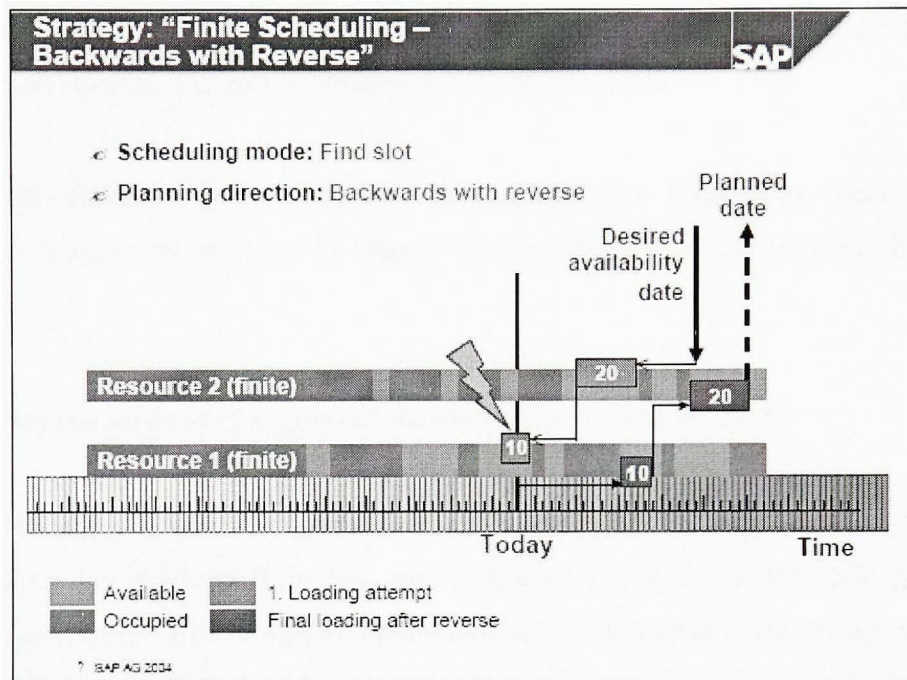 Strategy: "Finite Scheduling –
Backwards with Reverse"
SAP
Scheduling mode: Find slot
Planning direction: Backwards with reverse
Planned
date
Desired
availability
date
Resource 2 (finite)
20
20
Resource 1 (finite)
10
10
Today
Time
Available
1. Loading attempt
Occupied
Final loading after reverse
? SAP AG 2004